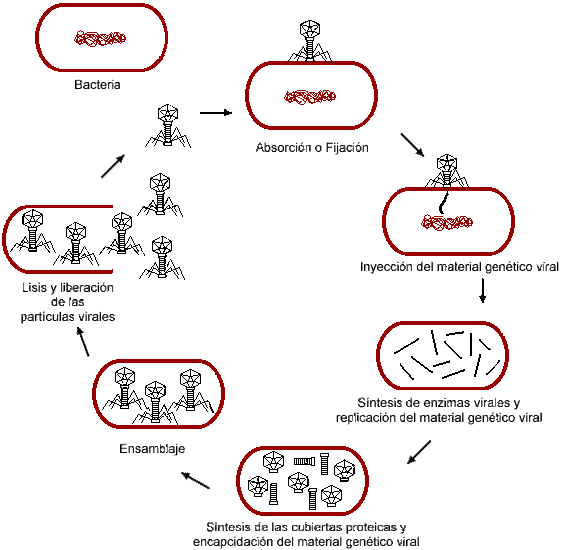 Bacteria
Absorción o Fijación
Inyección del material genético viral
Síntesis de enzimas virales y
replicación del material genético viral
Síntesis de las cubiertas proteicas y
encapcidación del material genético viral
Ensamblaje
Lisis y liberación
de las
partículas virales